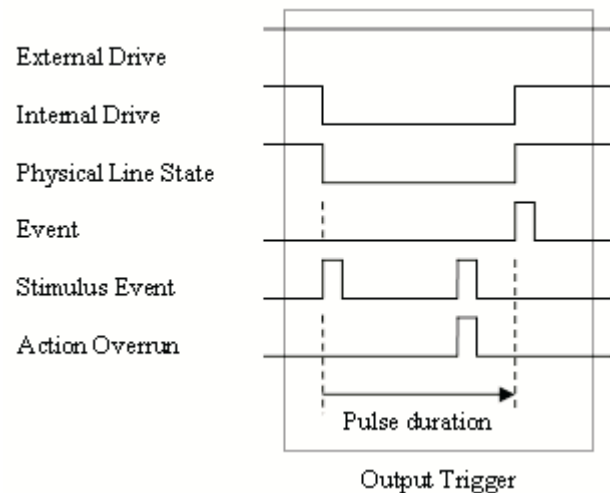 External Drive
Internal Drive
Physical Line State
Event
Stimulus Event
Action Overrun
Pulse duration
Output Trigger